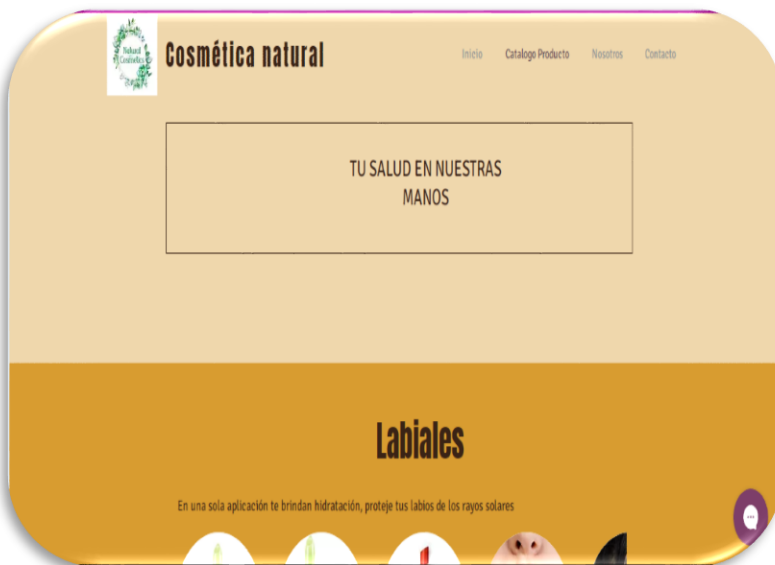 Natural
Cosmetics
Cosmética natural
Inicio
Catalogo Producto
Nosotros
Contacto
TU SALUD EN NUESTRAS
MANOS
Labiales
En una sola aplicación te brindan hidratación, proteje tus labios de los rayos solares